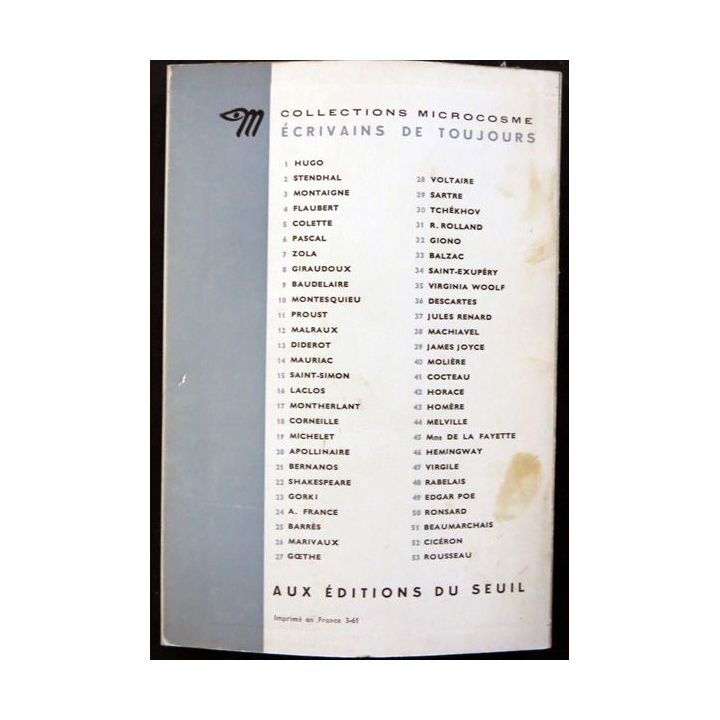 COLLECTIONS MICROCOSME
ÉCRIVAINS DE TOUJOURS
1 HUGO
2 STENDHAL
3 MONTAIGNE
4 FLAUBERT
5 COLETTE
6 PASCAL
7 ZOLA
8 GIRAUDOUX
9 BAUDELAIRE
10 MONTESQUIEU
11 PROUST
12 MALRAUX
13 DIDEROT
14 MAURIAC
15 SAINT-SIMON
16 LACLOS
17 MONTHERLANT
18 CORNEILLE
19 MICHELET
20 APOLLINAIRE
21 BERNANOS
22 SHAKESPEARE
23 GORKI
24 A. FRANCE
25 BARRÈS
26 MARIVAUX
27 GŒTHE
28 VOLTAIRE
29 SARTRE
30 TCHÉKHOV
31 R. ROLLAND
32 GIONO
33 BALZAC
34 SAINT-EXUPÉRY
35 VIRGINIA WOOLF
36 DESCARTES
37 JULES RENARD
38 MACHIAVEL
39 JAMES JOYCE
40 MOLIÈRE
41 COCTEAU
42 HORACE
43 HOMÈRE
44 MELVILLE
45 Mme DE LA FAYETTE
46 HEMINGWAY
47 VIRGILE
48 RABELAIS
49 EDGAR POE
50 RONSARD
51 BEAUMARCHAIS
52 CICÉRON
53 ROUSSEAU
AUX ÉDITIONS DU SEUIL
Imprimé en France 3-61